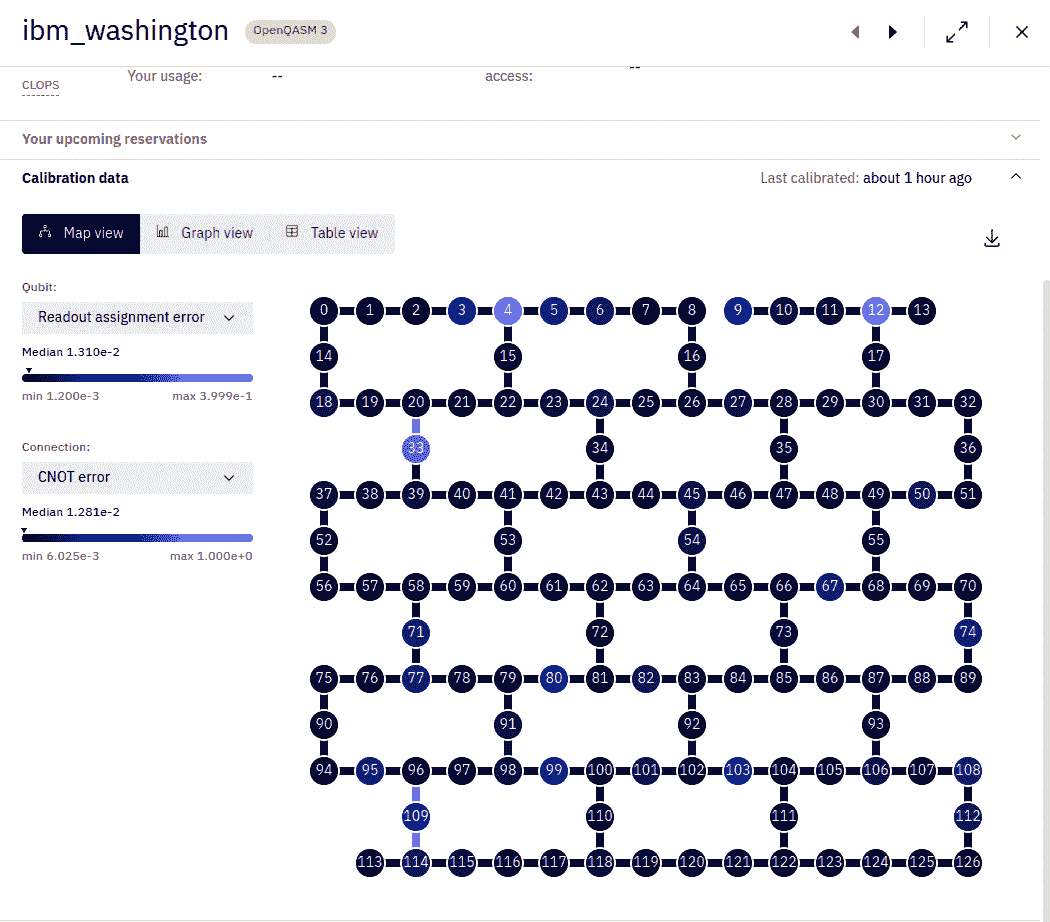 ibm_washington OpenQASM 3
Your usage: -- access: --
CLOPS
Your upcoming reservations
Calibration data Last calibrated: about 1 hour ago
Map view Graph view Table view
Qubit:
Readout assignment error
Median 1.310e-2
min 1.200e-3 max 3.999e-1
Connection:
CNOT error
Median 1.281e-2
min 6.025e-3 max 1.000e+0
0 1 2 3 4 5 6 7 8 9 10 11 12 13
14 15 16 17
18 19 20 21 22 23 24 25 26 27 28 29 30 31 32
33 34 35 36
37 38 39 40 41 42 43 44 45 46 47 48 49 50 51
52 53 54 55
56 57 58 59 60 61 62 63 64 65 66 67 68 69 70
71 72 73 74
75 76 77 78 79 80 81 82 83 84 85 86 87 88 89
90 91 92 93
94 95 96 97 98 99 100 101 102 103 104 105 106 107 108
109 110 111 112
113 114 115 116 117 118 119 120 121 122 123 124 125 126